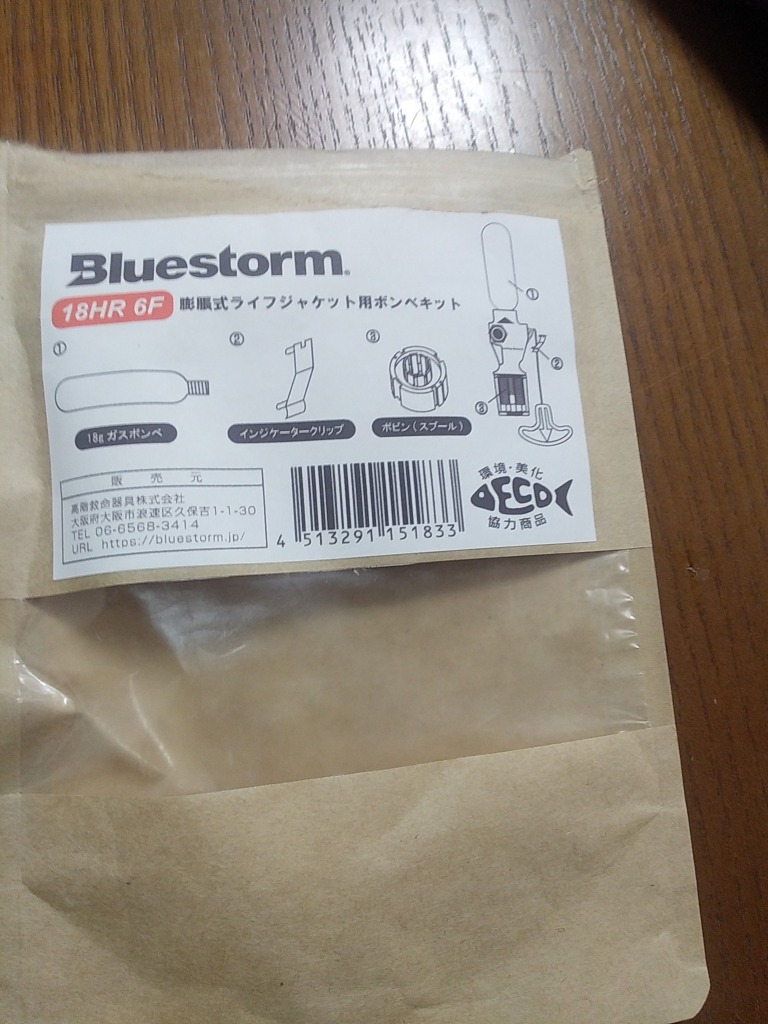 Bluestorm®
18HR 6F 膨脹式ライフジャケット用ボンベキット
① ② ③
18g ガスボンベ インジケータークリップ ボビン(スプール)
① ② ③
販売元
高階救命器具株式会社
大阪府大阪市浪速区久保吉1-1-30
TEL 06-6568-3414
URL https://bluestorm.jp/
4 513291 151833
環境・美化
ECO
協力商品